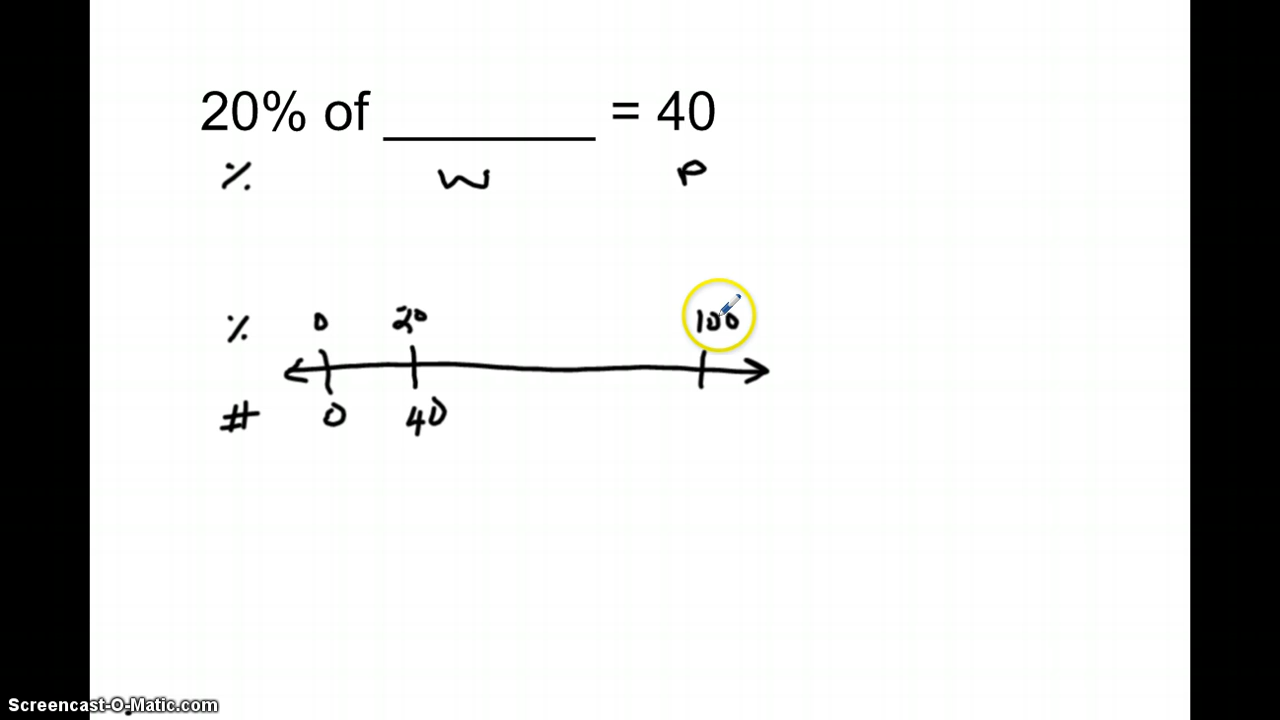 20% of ________ = 40
% W P
% 0 20 100
# 0 40
Screencast-O-Matic.com